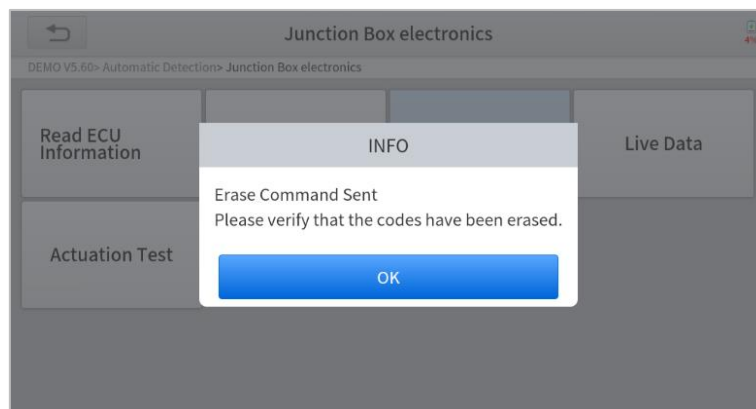 Junction Box electronics
4%
DEMO V5.60> Automatic Detection> Junction Box electronics
Read ECU
Information
Live Data
INFO
Erase Command Sent
Please verify that the codes have been erased.
OK
Actuation Test